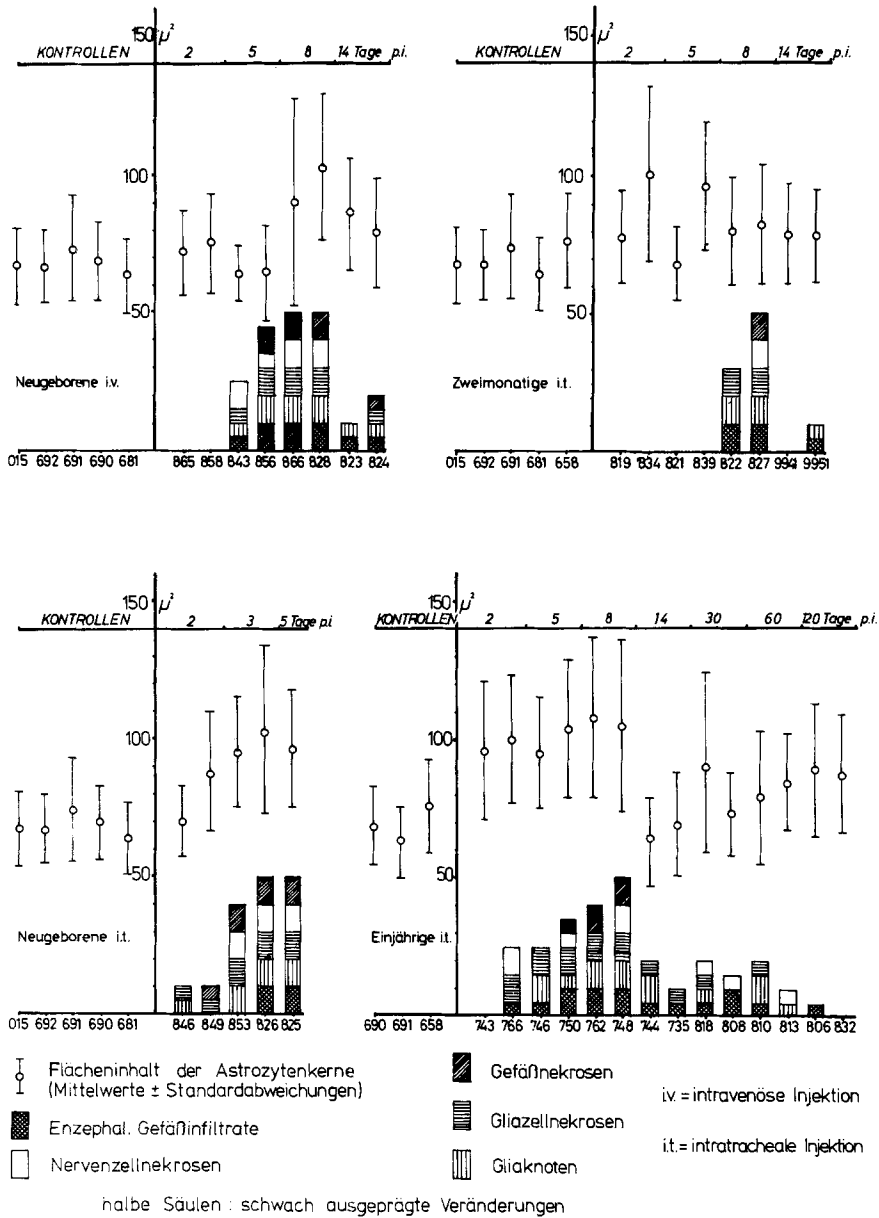 150 μ²
KONTROLLEN 2 5 8 14 Tage p.i.
100
50
Neugeborene i.v.
015 692 691 690 681 865 858 843 856 866 828 823 824
150 μ²
KONTROLLEN 2 5 8 14 Tage p.i.
100
50
Zweimonatige i.t.
015 692 691 681 658 819 834 821 839 822 827 994 9951
150 μ²
KONTROLLEN 2 3 5 Tage p.i.
100
50
Neugeborene i.t.
015 692 691 690 681 846 849 853 826 825
150 μ²
KONTROLLEN 2 5 8 14 30 60 120 Tage p.i.
100
50
Einjährige i.t.
690 691 658 743 766 746 750 762 748 744 735 818 808 810 813 806 832
Flächeninhalt der Astrozytenkerne
(Mittelwerte ± Standardabweichungen)
Enzephal. Gefäßinfiltrate
Nervenzellnekrosen
Gefäßnekrosen
Gliazellnekrosen
Gliaknoten
i.v. = intravenöse Injektion
i.t. = intratracheale Injektion
halbe Säulen : schwach ausgeprägte Veränderungen